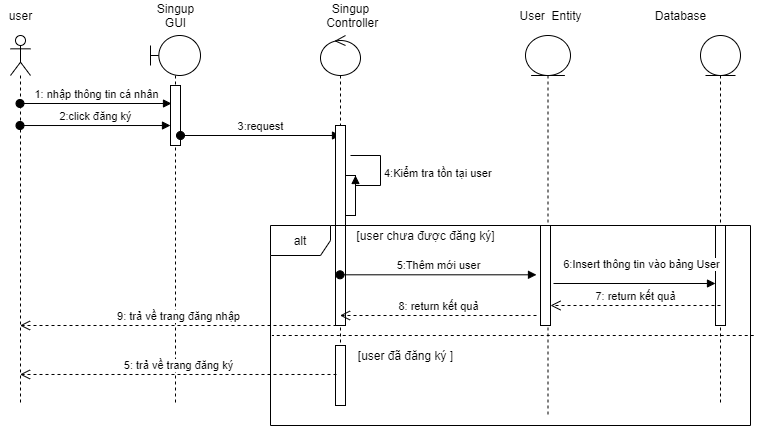 user
Singup
GUI
Singup
Controller
User Entity
Database
1: nhập thông tin cá nhân
2:click đăng ký
3:request
4:Kiểm tra tồn tại user
alt
[user chưa được đăng ký]
5:Thêm mới user
6:Insert thông tin vào bảng User
7: return kết quả
8: return kết quả
9: trả về trang đăng nhập
[user đã đăng ký ]
5: trả về trang đăng ký